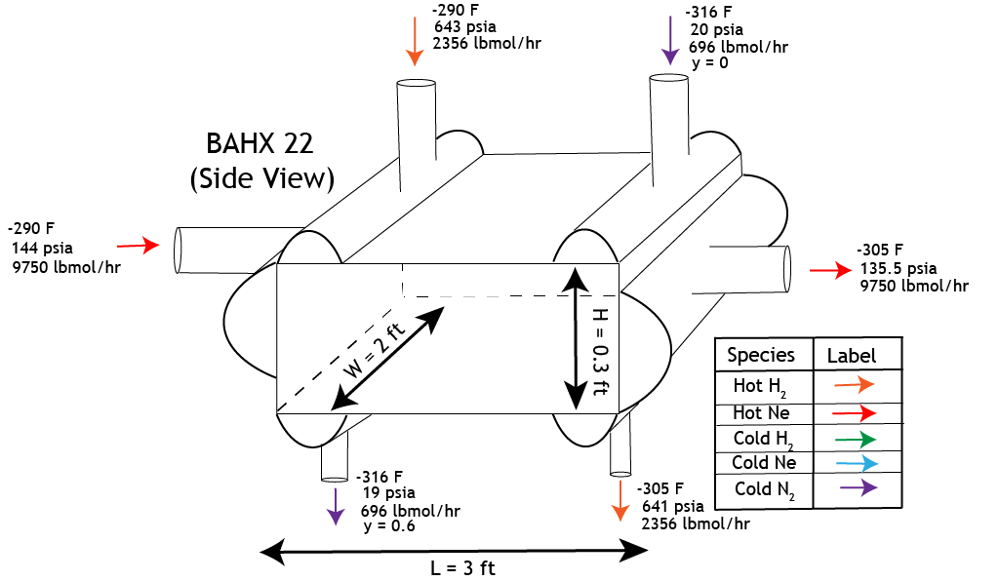 -290 F
643 psia
2356 lbmol/hr
-316 F
20 psia
696 lbmol/hr
y = 0
BAHX 22
(Side View)
-290 F
144 psia
9750 lbmol/hr
-305 F
135.5 psia
9750 lbmol/hr
W = 2 ft
H = 0.3 ft
Species Label
Hot H2
Hot Ne
Cold H2
Cold Ne
Cold N2
-316 F
19 psia
696 lbmol/hr
y = 0.6
-305 F
641 psia
2356 lbmol/hr
L = 3 ft